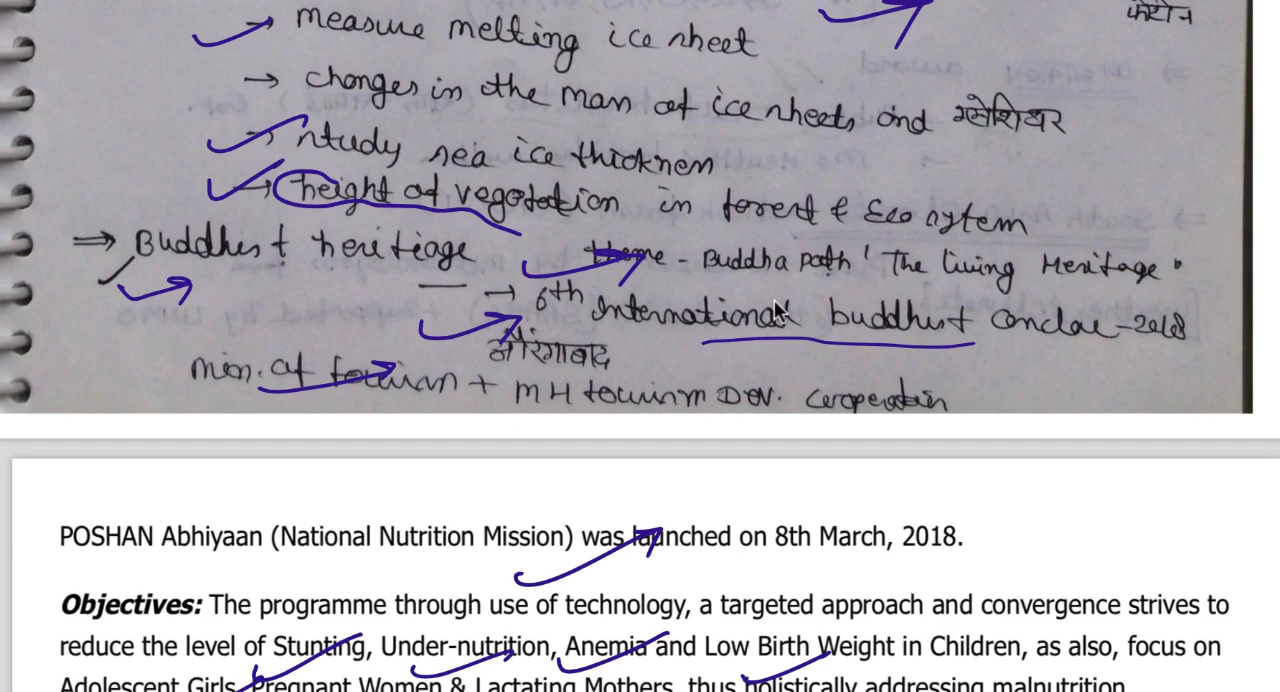 फोटोन
→ measure melting ice sheet
→ changes in the mass of ice sheets and ग्लेशियर
→ study sea ice thickness
→ height of vegetation in forest & Eco sytem
⇒ Buddhist heritiage theme - Buddha path 'The living Heritage"
→ 6th International buddhist conclae - 2018
औरंगाबाद
min. of tourism + MH tourism Dev. cooperation
POSHAN Abhiyaan (National Nutrition Mission) was launched on 8th March, 2018.
Objectives: The programme through use of technology, a targeted approach and convergence strives to
reduce the level of Stunting, Under-nutrition, Anemia and Low Birth Weight in Children, as also, focus on
Adolescent Girls, Pregnant Women & Lactating Mothers, thus holistically addressing malnutrition.